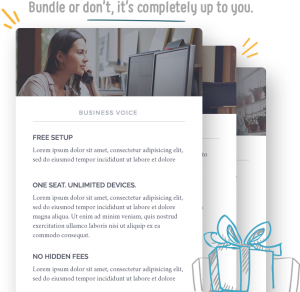 Bundle or don't, it's completely up to you.
BUSINESS VOICE
FREE SETUP
Lorem ipsum dolor sit amet, consectetur adipisicing elit,
sed do eiusmod tempor incididunt ut labore et dolore
ONE SEAT. UNLIMITED DEVICES.
Lorem ipsum dolor sit amet, consectetur adipisicing elit,
sed do eiusmod tempor incididunt ut labore et dolore
magna aliqua. Ut enim ad minim veniam, quis nostrud
exercitation ullamco laboris nisi ut aliquip ex ea
commodo consequat.
NO HIDDEN FEES
Lorem ipsum dolor sit amet, consectetur adipisicing elit,
sed do eiusmod tempor incididunt ut labore et dolore